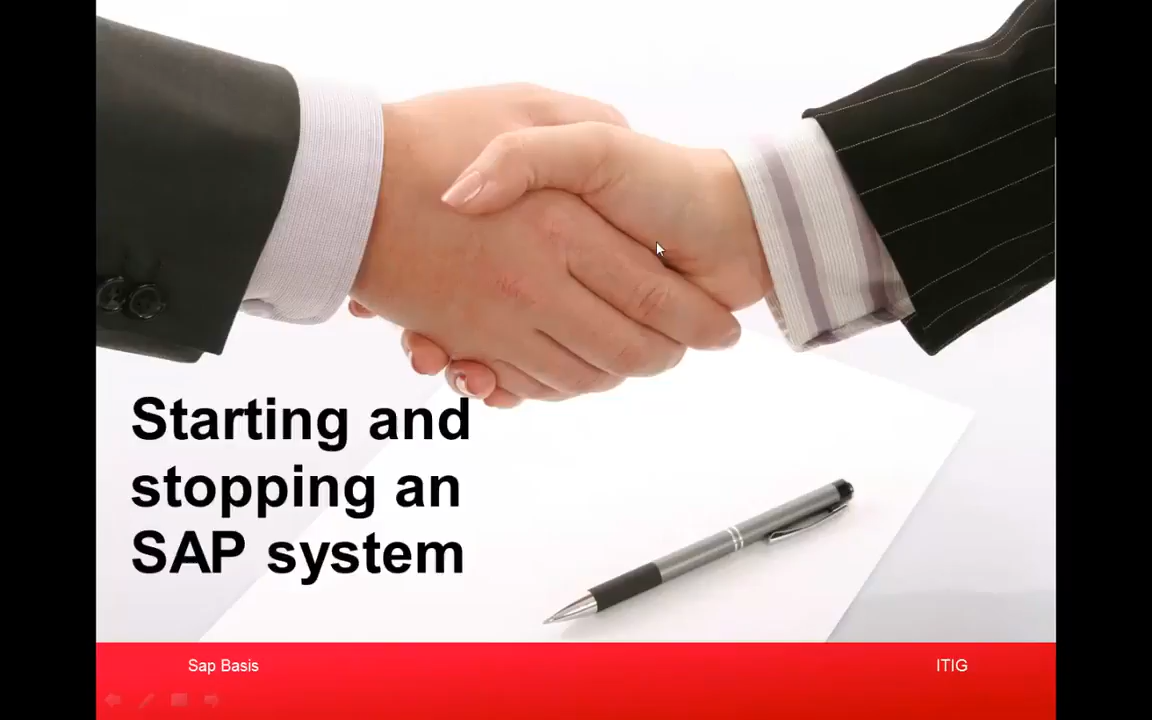 Starting and
stopping an
SAP system
Sap Basis
ITIG